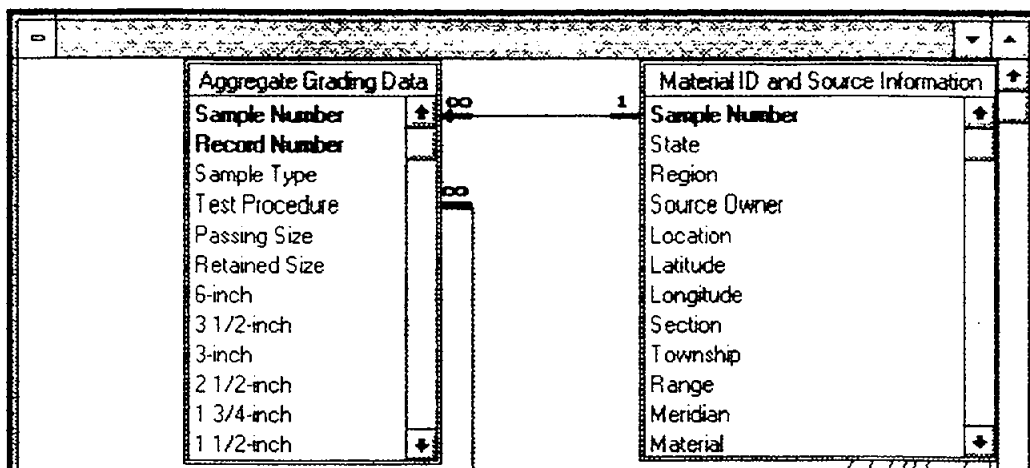 Aggregate Grading Data
Sample Number
Record Number
Sample Type
Test Procedure
Passing Size
Retained Size
6-inch
3 1/2-inch
3-inch
2 1/2-inch
1 3/4-inch
1 1/2-inch
∞
1
∞
Material ID and Source Information
Sample Number
State
Region
Source Owner
Location
Latitude
Longitude
Section
Township
Range
Meridian
Material